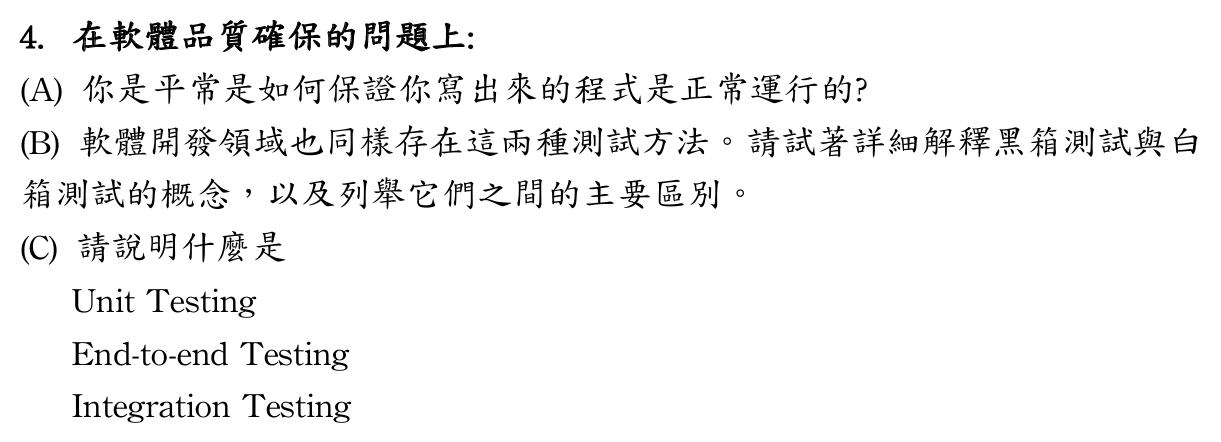 4. 在軟體品質確保的問題上:
(A) 你是平常是如何保證你寫出來的程式是正常運行的?
(B) 軟體開發領域也同樣存在這兩種測試方法。請試著詳細解釋黑箱測試與白
箱測試的概念，以及列舉它們之間的主要區別。
(C) 請說明什麼是
Unit Testing
End-to-end Testing
Integration Testing